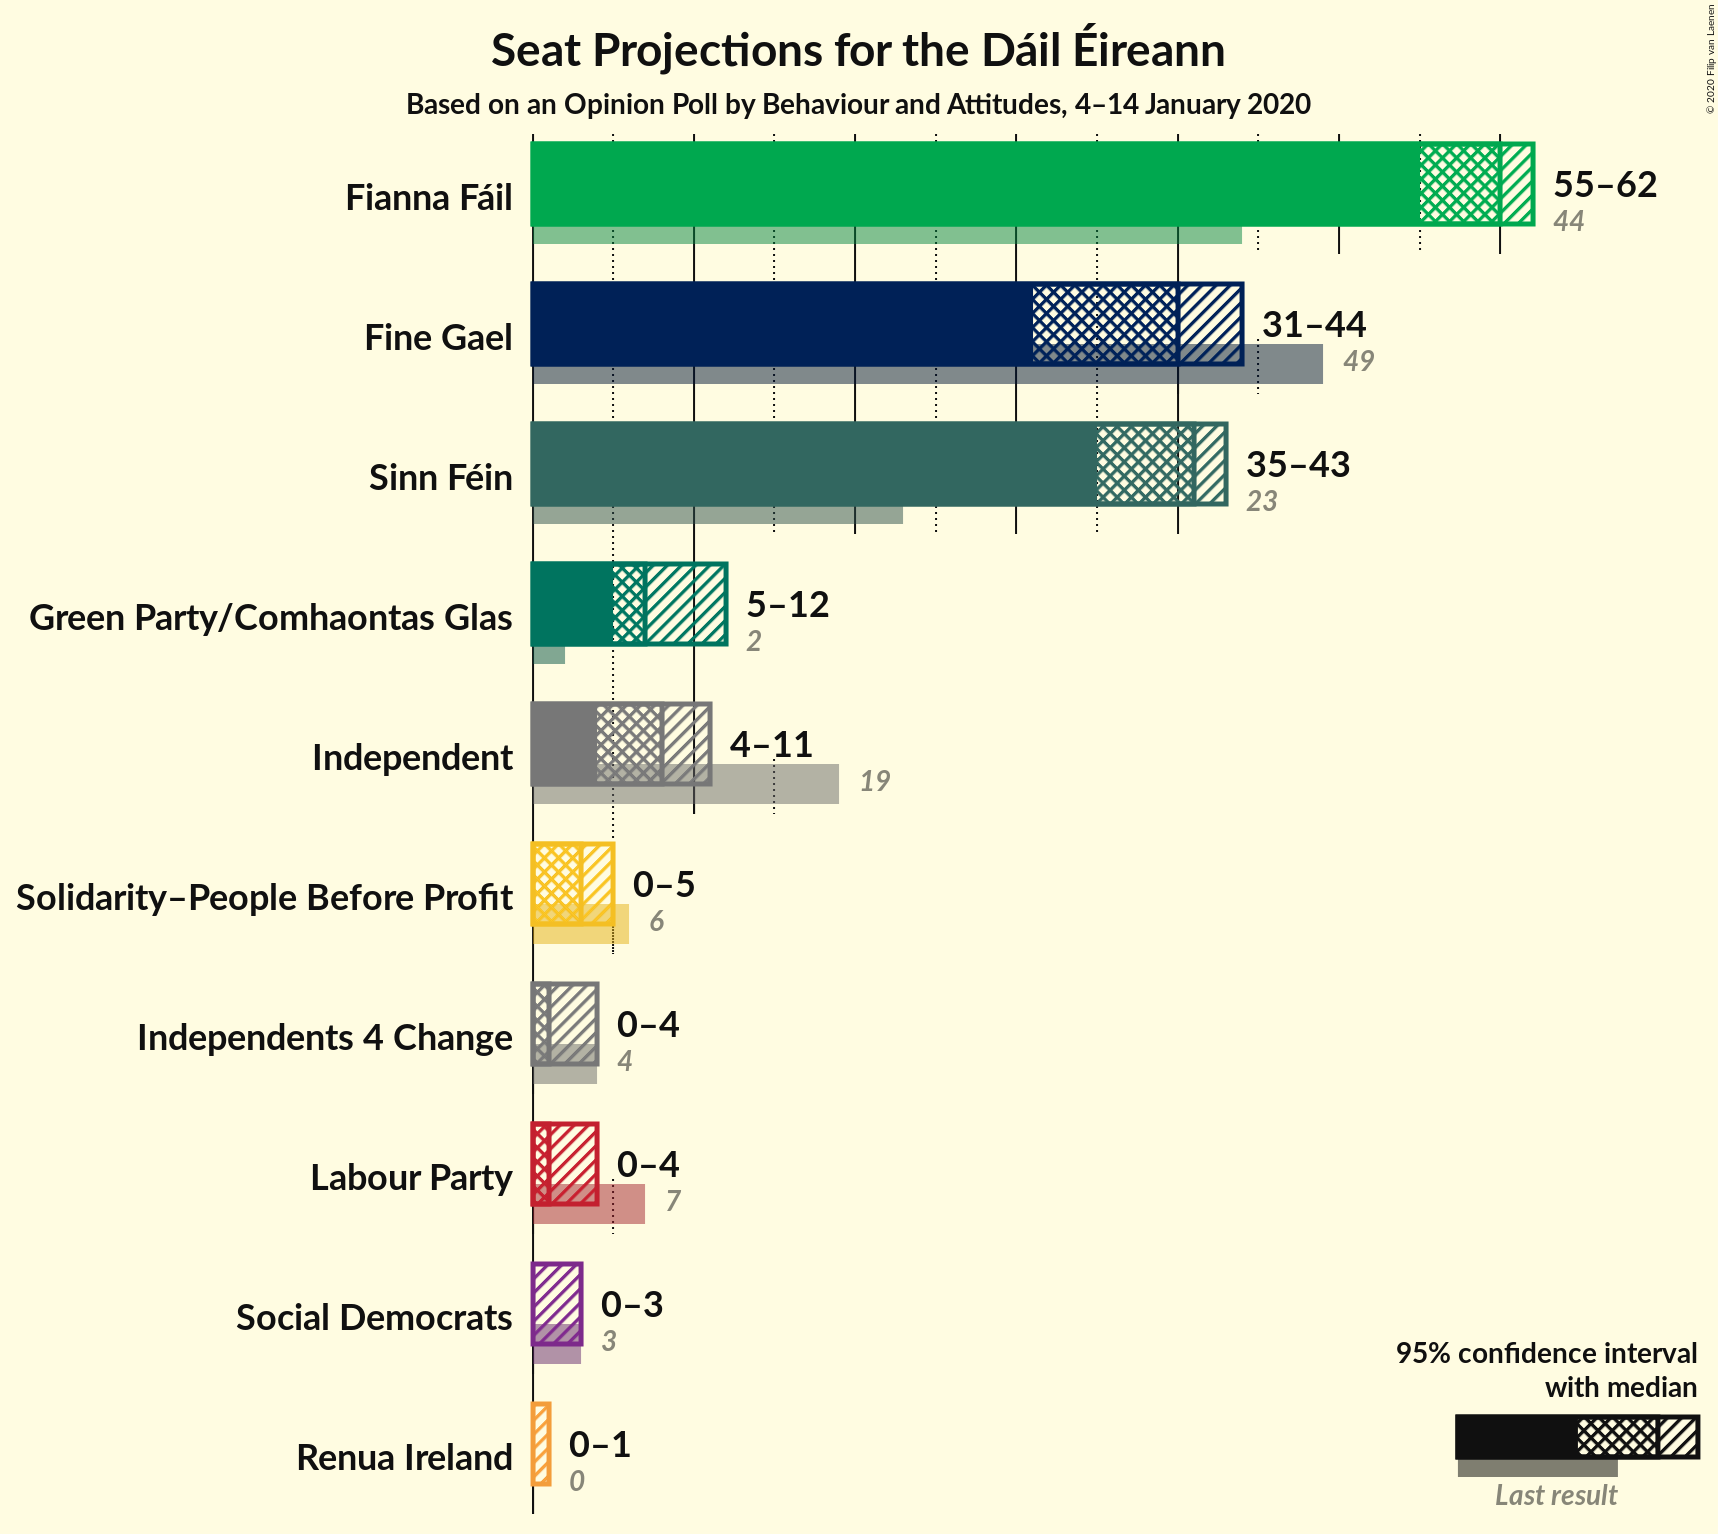 Seat Projections for the Dáil Éireann
Based on an Opinion Poll by Behaviour and Attitudes, 4–14 January 2020
© 2020 Filip van Laenen
Fianna Fáil
55–62
44
Fine Gael
31–44
49
Sinn Féin
35–43
23
Green Party/Comhaontas Glas
5–12
2
Independent
4–11
19
Solidarity–People Before Profit
0–5
6
Independents 4 Change
0–4
4
Labour Party
0–4
7
Social Democrats
0–3
3
Renua Ireland
0–1
0
95% confidence interval
with median
Last result